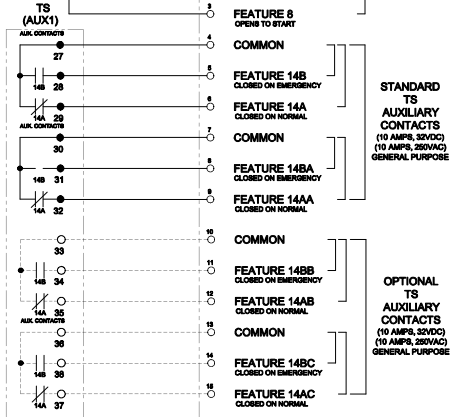 TS
(AUX1)
AUX. CONTACTS
27
14B 28
14A 29
AUX. CONTACTS
30
14B 31
14A 32
33
14B 34
14A 35
AUX. CONTACTS
36
14B 38
14A 37
3
FEATURE 8
OPENS TO START
4
COMMON
5
FEATURE 14B
CLOSED ON EMERGENCY
6
FEATURE 14A
CLOSED ON NORMAL
7
COMMON
8
FEATURE 14BA
CLOSED ON EMERGENCY
9
FEATURE 14AA
CLOSED ON NORMAL
10
COMMON
11
FEATURE 14BB
CLOSED ON EMERGENCY
12
FEATURE 14AB
CLOSED ON NORMAL
13
COMMON
14
FEATURE 14BC
CLOSED ON EMERGENCY
15
FEATURE 14AC
CLOSED ON NORMAL
STANDARD
TS
AUXILIARY
CONTACTS
(10 AMPS, 32VDC)
(10 AMPS, 250VAC)
GENERAL PURPOSE
OPTIONAL
TS
AUXILIARY
CONTACTS
(10 AMPS, 32VDC)
(10 AMPS, 250VAC)
GENERAL PURPOSE